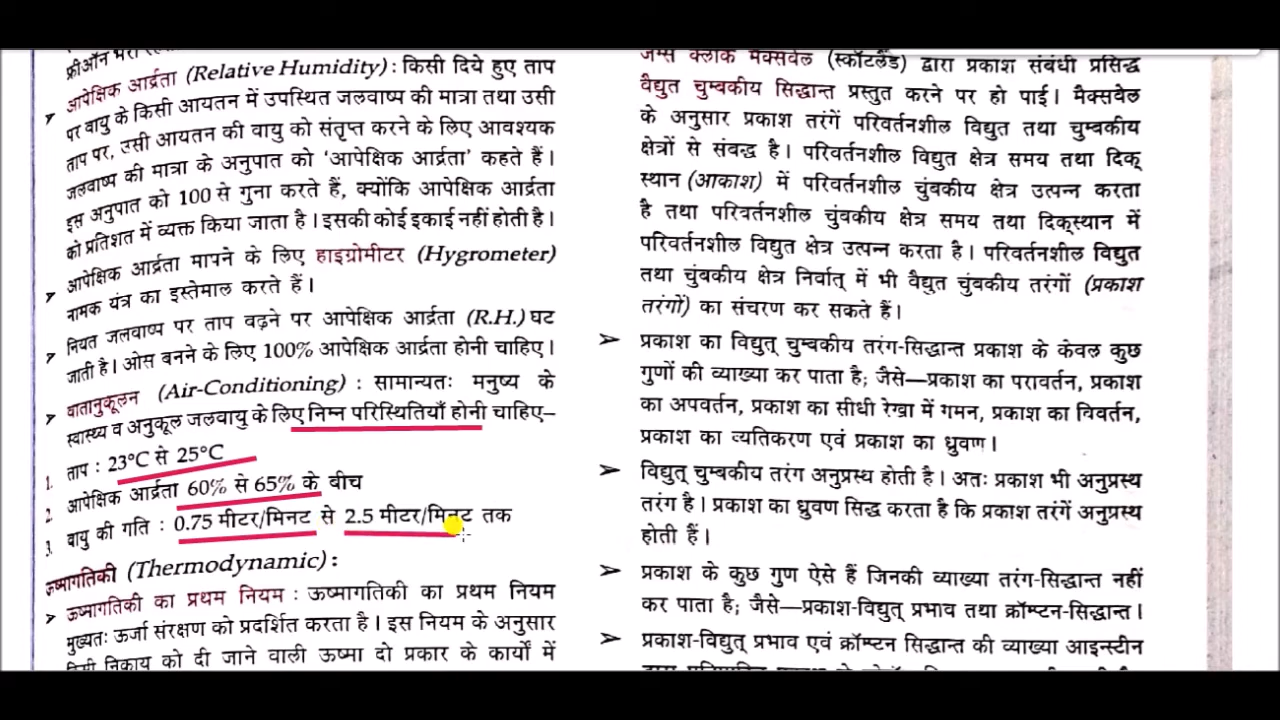 फ्रीऑन भरा
➤ आपेक्षिक आर्द्रता (Relative Humidity) : किसी दिये हुए ताप
पर वायु के किसी आयतन में उपस्थित जलवाष्प की मात्रा तथा उसी
ताप पर, उसी आयतन की वायु को संतृप्त करने के लिए आवश्यक
जलवाष्प की मात्रा के अनुपात को ‘आपेक्षिक आर्द्रता’ कहते हैं।
इस अनुपात को 100 से गुना करते हैं, क्योंकि आपेक्षिक आर्द्रता
को प्रतिशत में व्यक्त किया जाता है। इसकी कोई इकाई नहीं होती है।
➤ आपेक्षिक आर्द्रता मापने के लिए हाइग्रोमीटर (Hygrometer)
नामक यंत्र का इस्तेमाल करते हैं।
➤ नियत जलवाष्प पर ताप बढ़ने पर आपेक्षिक आर्द्रता (R.H.) घट
जाती है। ओस बनने के लिए 100% आपेक्षिक आर्द्रता होनी चाहिए।
➤ वातानुकूलन (Air-Conditioning) : सामान्यतः मनुष्य के
स्वास्थ्य व अनुकूल जलवायु के लिए निम्न परिस्थितियाँ होनी चाहिए–
1. ताप : 23°C से 25°C
2. आपेक्षिक आर्द्रता 60% से 65% के बीच
3. वायु की गति : 0.75 मीटर/मिनट से 2.5 मीटर/मिनट तक
ऊष्मागतिकी (Thermodynamic) :
➤ ऊष्मागतिकी का प्रथम नियम : ऊष्मागतिकी का प्रथम नियम
मुख्यतः ऊर्जा संरक्षण को प्रदर्शित करता है। इस नियम के अनुसार
किसी निकाय को दी जाने वाली ऊष्मा दो प्रकार के कार्यों में
जेम्स क्लार्क मैक्सवेल (स्कॉटलैंड) द्वारा प्रकाश संबंधी प्रसिद्ध
वैद्युत चुम्बकीय सिद्धान्त प्रस्तुत करने पर हो पाई। मैक्सवेल
के अनुसार प्रकाश तरंगें परिवर्तनशील विद्युत तथा चुम्बकीय
क्षेत्रों से संबद्ध है। परिवर्तनशील विद्युत क्षेत्र समय तथा दिक्
स्थान (आकाश) में परिवर्तनशील चुंबकीय क्षेत्र उत्पन्न करता
है तथा परिवर्तनशील चुंबकीय क्षेत्र समय तथा दिक्स्थान में
परिवर्तनशील विद्युत क्षेत्र उत्पन्न करता है। परिवर्तनशील विद्युत
तथा चुंबकीय क्षेत्र निर्वात् में भी वैद्युत चुंबकीय तरंगों (प्रकाश
तरंगों) का संचरण कर सकते हैं।
➤ प्रकाश का विद्युत् चुम्बकीय तरंग-सिद्धान्त प्रकाश के केवल कुछ
गुणों की व्याख्या कर पाता है; जैसे—प्रकाश का परावर्तन, प्रकाश
का अपवर्तन, प्रकाश का सीधी रेखा में गमन, प्रकाश का विवर्तन,
प्रकाश का व्यतिकरण एवं प्रकाश का ध्रुवण।
➤ विद्युत् चुम्बकीय तरंग अनुप्रस्थ होती है। अतः प्रकाश भी अनुप्रस्थ
तरंग है। प्रकाश का ध्रुवण सिद्ध करता है कि प्रकाश तरंगें अनुप्रस्थ
होती हैं।
➤ प्रकाश के कुछ गुण ऐसे हैं जिनकी व्याख्या तरंग-सिद्धान्त नहीं
कर पाता है; जैसे—प्रकाश-विद्युत् प्रभाव तथा क्रॉम्पटन-सिद्धान्त।
➤ प्रकाश-विद्युत् प्रभाव एवं क्रॉम्पटन सिद्धान्त की व्याख्या आइन्स्टीन